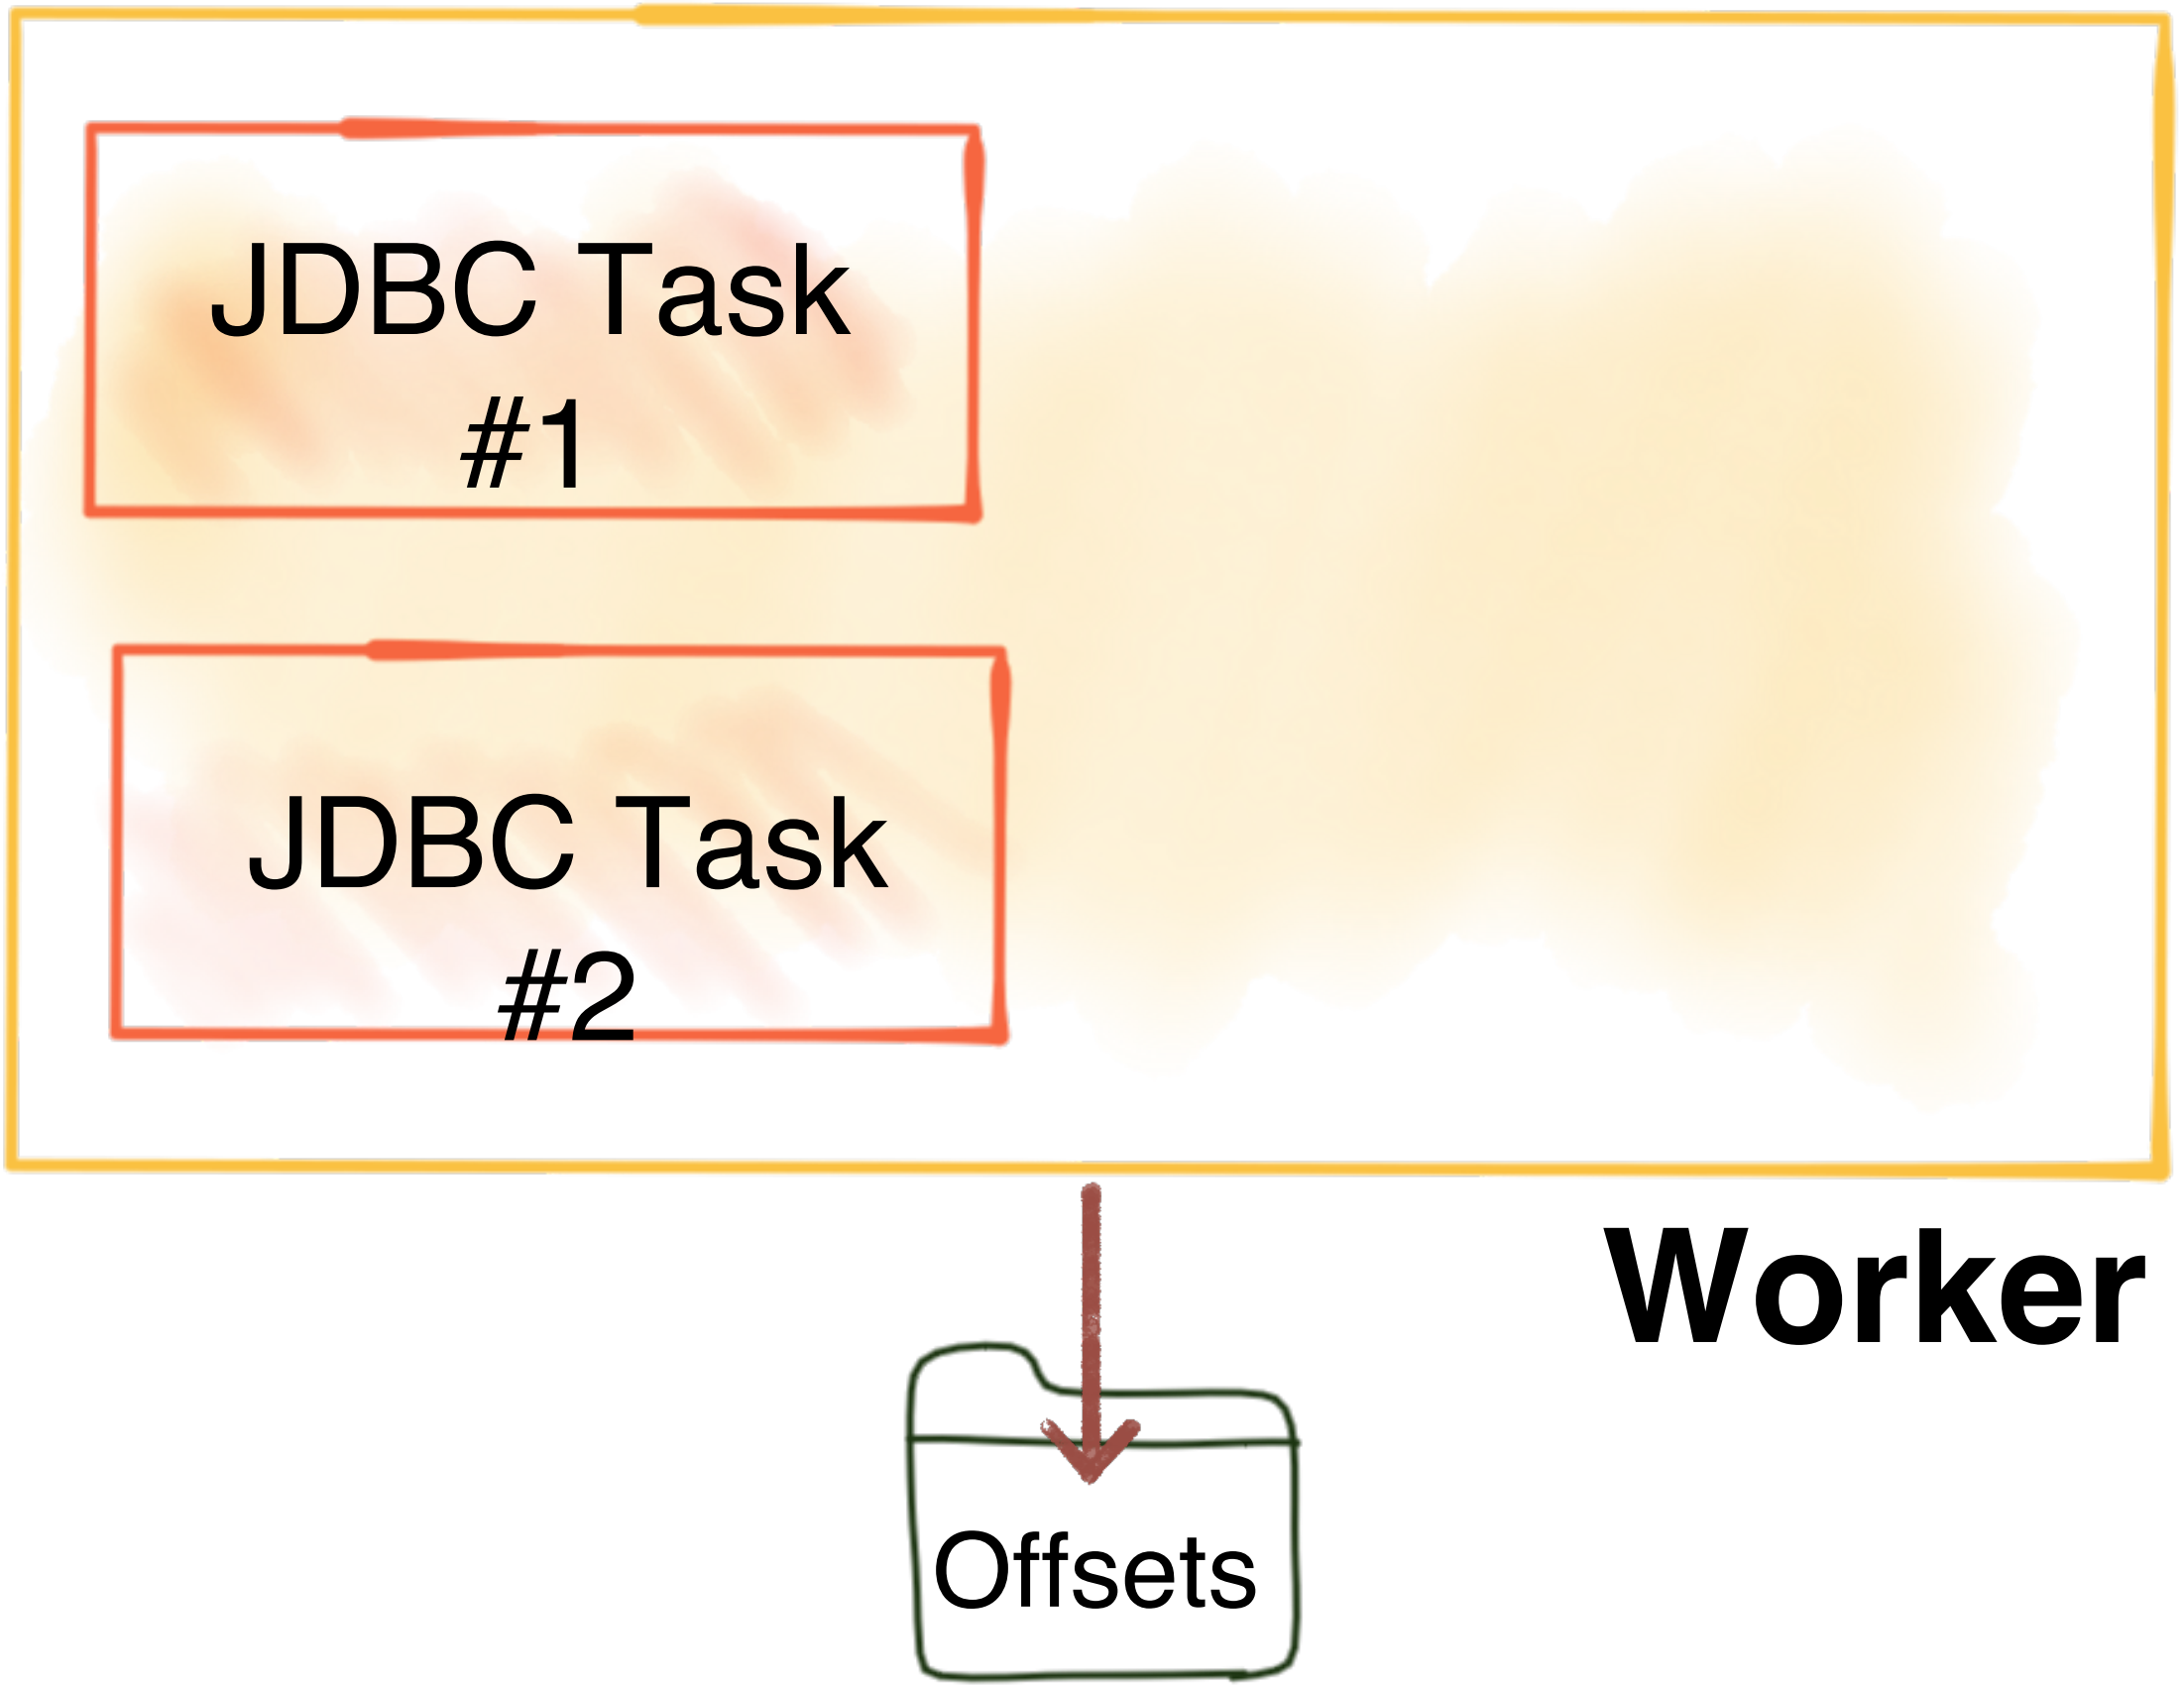 JDBC Task
#1
JDBC Task
#2
Worker
Offsets